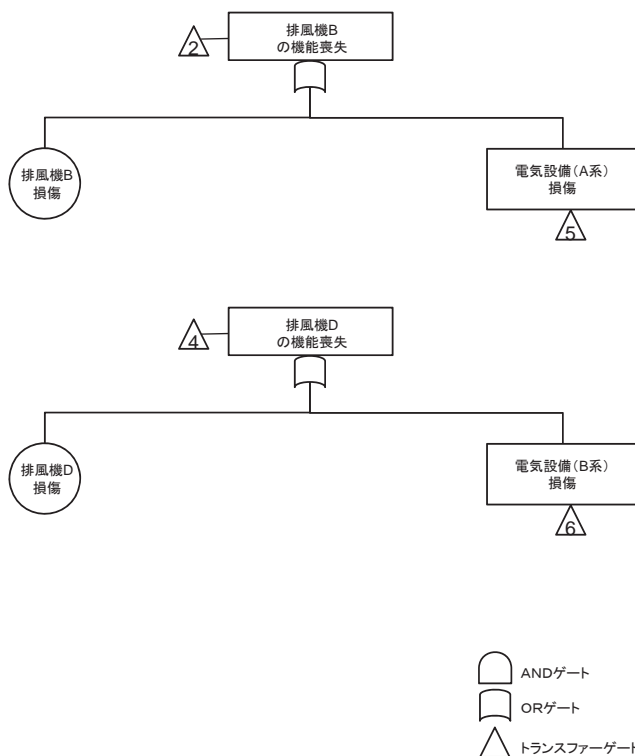 2
排風機B
の機能喪失
排風機B
損傷
電気設備(A系)
損傷
5
4
排風機D
の機能喪失
排風機D
損傷
電気設備(B系)
損傷
6
ANDゲート
ORゲート
トランスファーゲート